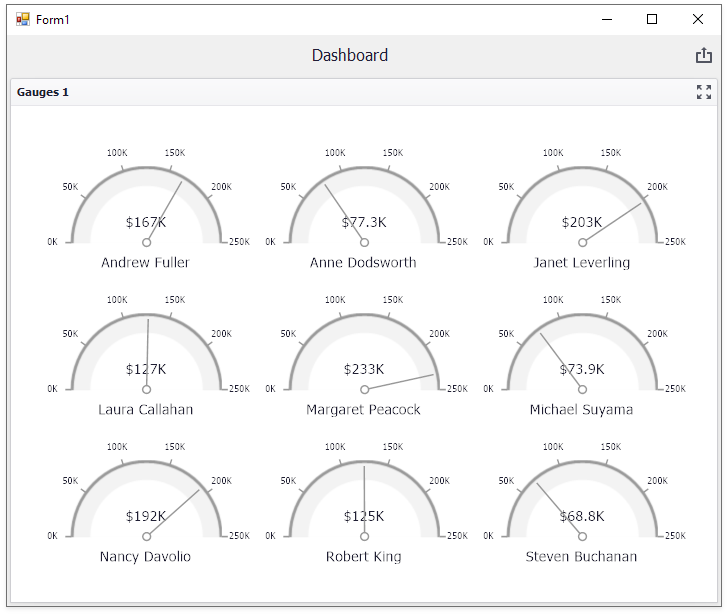 Form1
Dashboard
Gauges 1
100K 150K 100K 150K 100K 150K
50K 200K 50K 200K 50K 200K
$167K $77.3K $203K
0K 250K 0K 250K 0K 250K
Andrew Fuller Anne Dodsworth Janet Leverling
100K 150K 100K 150K 100K 150K
50K 200K 50K 200K 50K 200K
$127K $233K $73.9K
0K 250K 0K 250K 0K 250K
Laura Callahan Margaret Peacock Michael Suyama
100K 150K 100K 150K 100K 150K
50K 200K 50K 200K 50K 200K
$192K $125K $68.8K
0K 250K 0K 250K 0K 250K
Nancy Davolio Robert King Steven Buchanan